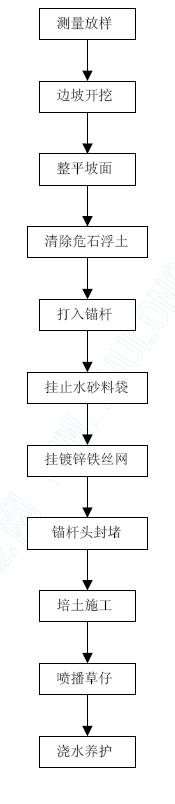 测量放样
边坡开挖
整平坡面
清除危石浮土
打入锚杆
挂止水砂料袋
挂镀锌铁丝网
锚杆头封堵
培土施工
喷播草仔
浇水养护